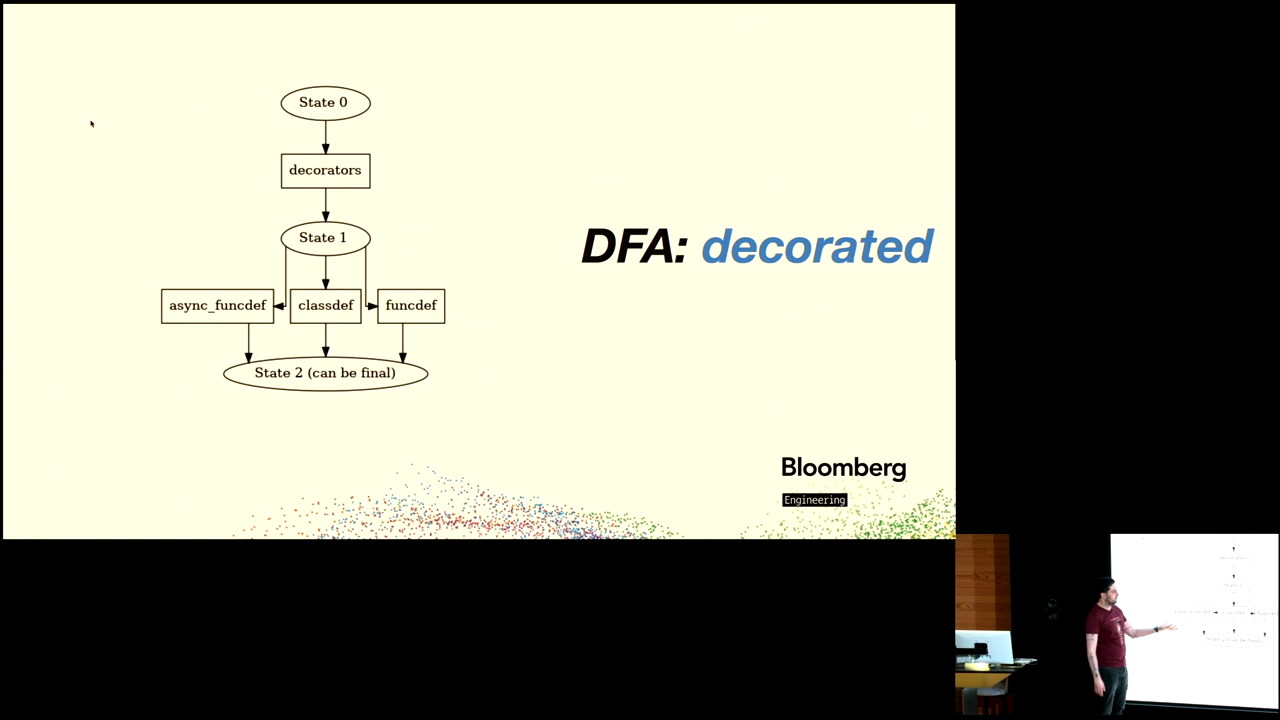 State 0
decorators
State 1
async_funcdef
classdef
funcdef
State 2 (can be final)
DFA: decorated
Bloomberg
Engineering